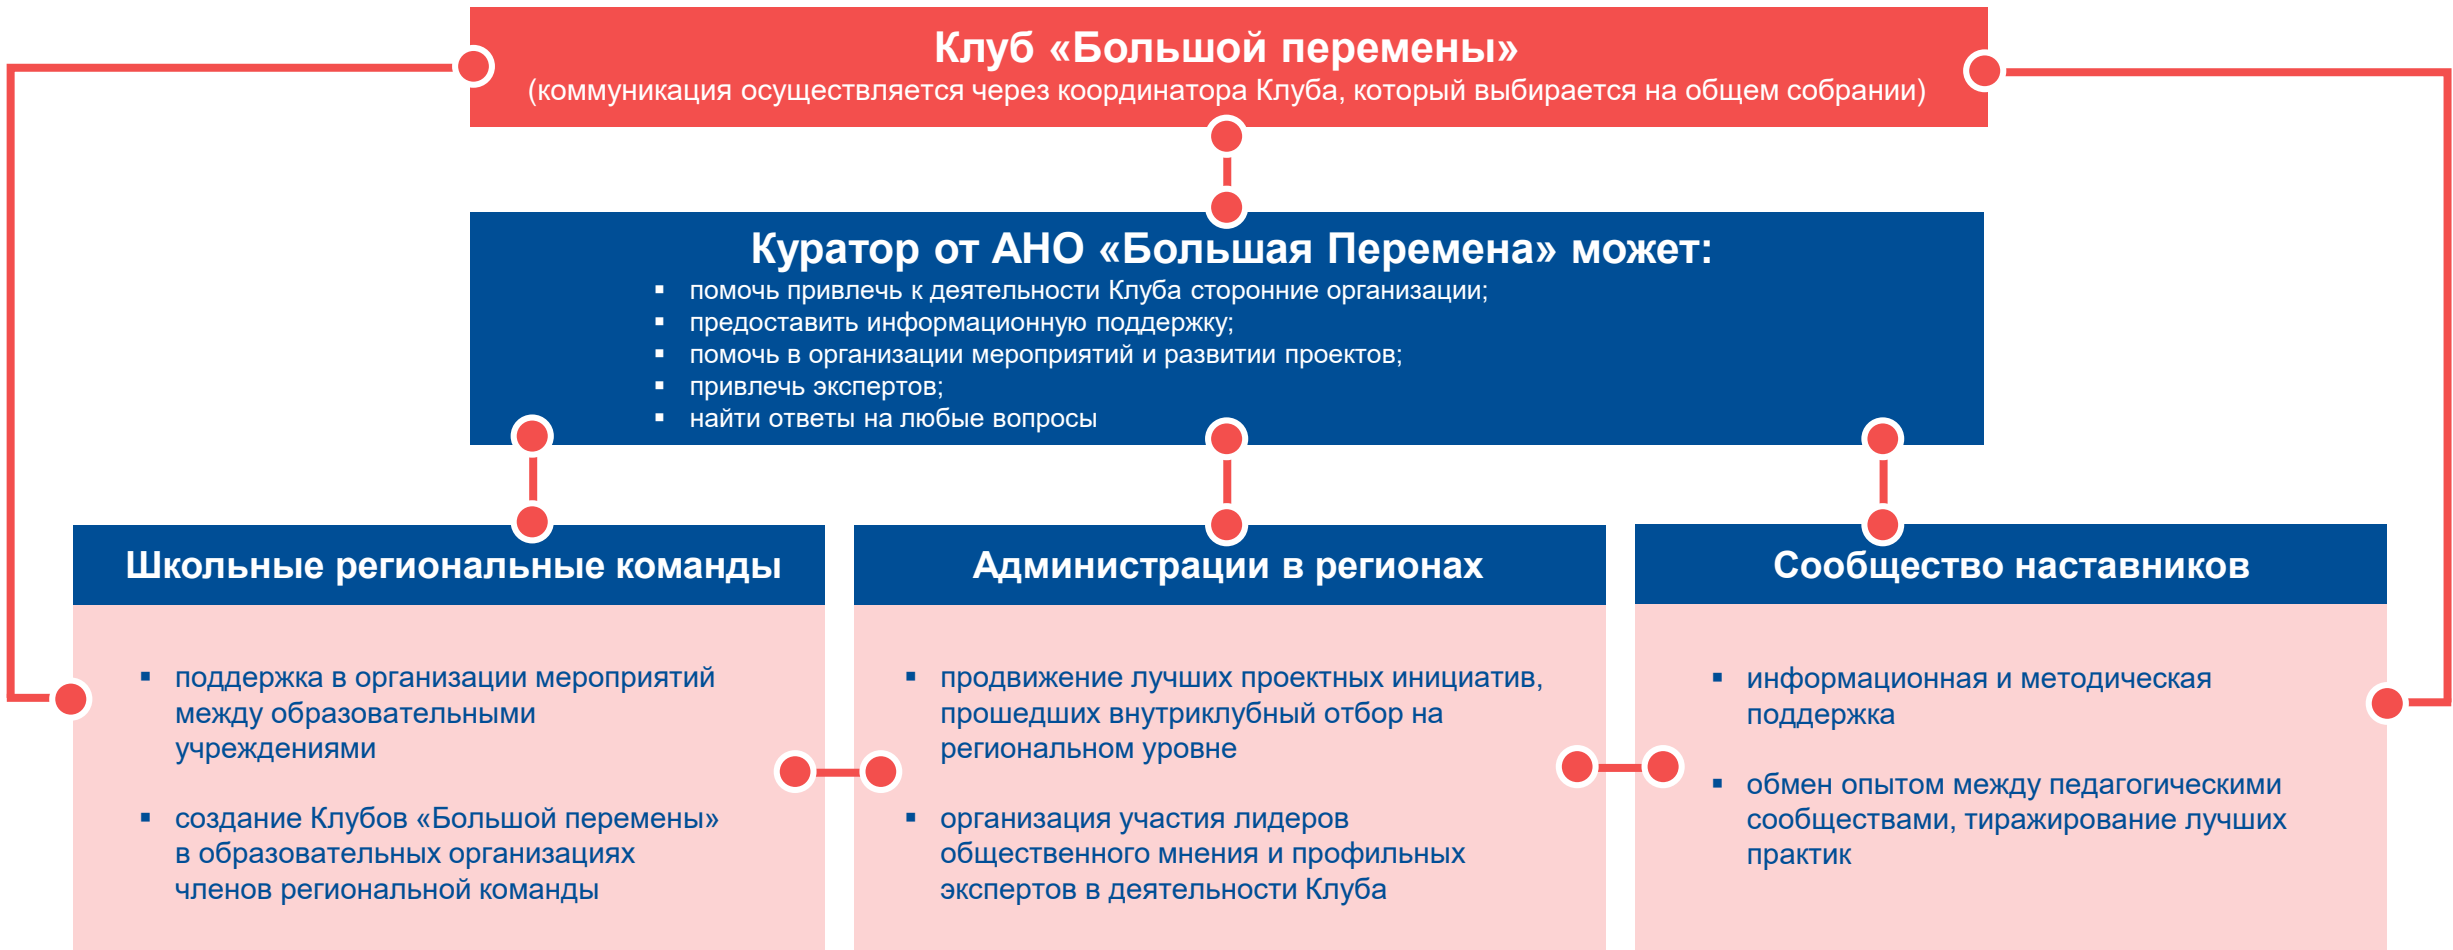 Клуб «Большой перемены»
(коммуникация осуществляется через координатора Клуба, который выбирается на общем собрании)
Куратор от АНО «Большая Перемена» может:
▪ помочь привлечь к деятельности Клуба сторонние организации;
▪ предоставить информационную поддержку;
▪ помочь в организации мероприятий и развитии проектов;
▪ привлечь экспертов;
▪ найти ответы на любые вопросы
Школьные региональные команды
▪ поддержка в организации мероприятий
между образовательными
учреждениями
▪ создание Клубов «Большой перемены»
в образовательных организациях
членов региональной команды
Администрации в регионах
▪ продвижение лучших проектных инициатив,
прошедших внутриклубный отбор на
региональном уровне
▪ организация участия лидеров
общественного мнения и профильных
экспертов в деятельности Клуба
Сообщество наставников
▪ информационная и методическая
поддержка
▪ обмен опытом между педагогическими
сообществами, тиражирование лучших
практик